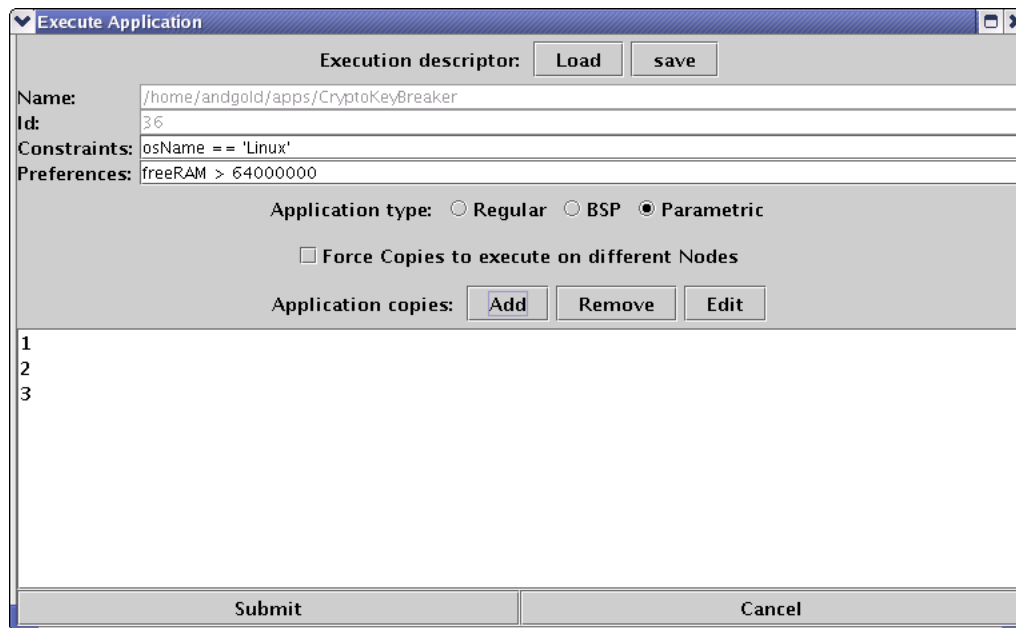 Execute Application
Execution descriptor: Load save
Name: /home/andgold/apps/CryptoKeyBreaker
Id: 36
Constraints: osName == 'Linux'
Preferences: freeRAM > 64000000
Application type: Regular BSP Parametric
Force Copies to execute on different Nodes
Application copies: Add Remove Edit
1
2
3
Submit Cancel